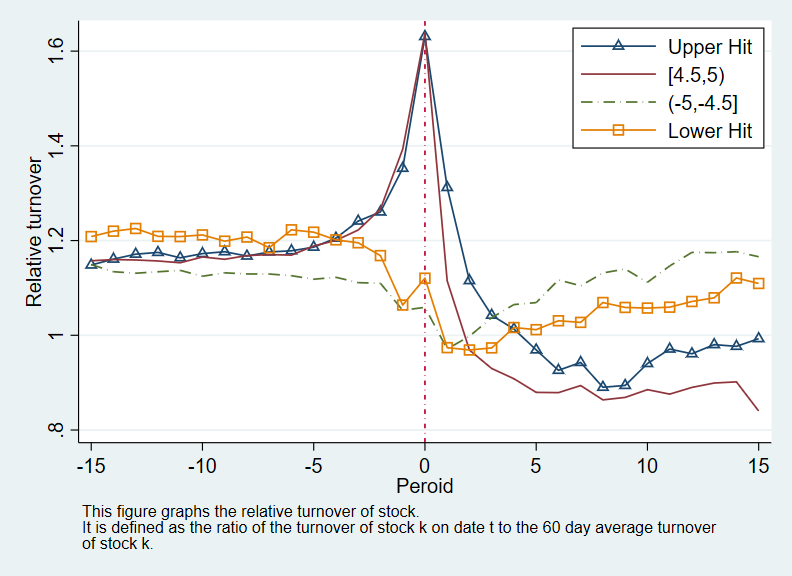 1.6
1.4
1.2
1
.8
Relative turnover
Upper Hit
[4.5,5)
(-5,-4.5]
Lower Hit
-15 -10 -5 0 5 10 15
Peroid
This figure graphs the relative turnover of stock.
It is defined as the ratio of the turnover of stock k on date t to the 60 day average turnover
of stock k.